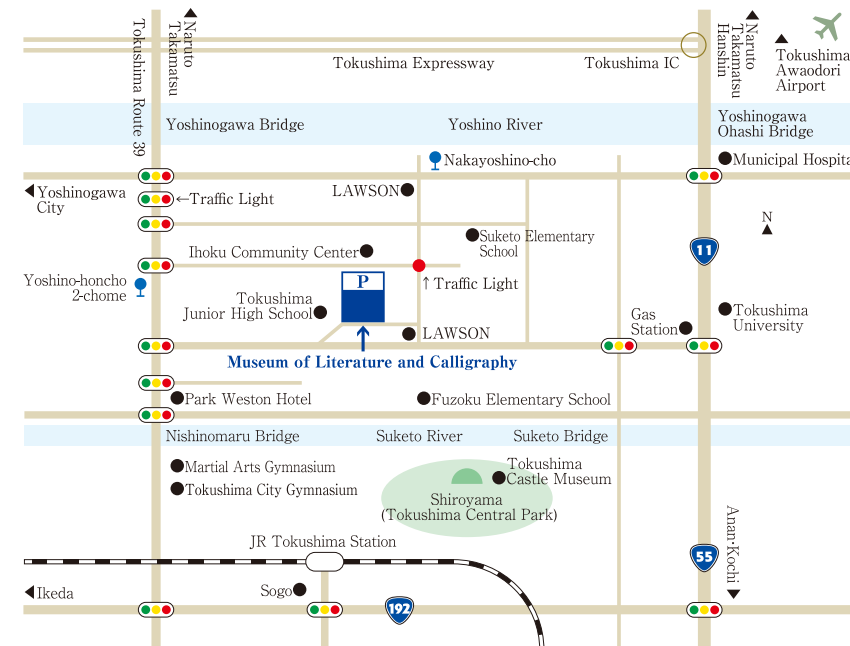 Naruto
Takamatsu
Tokushima Route 39
Tokushima Expressway
Tokushima IC
Naruto
Takamatsu
Hanshin
Tokushima
Awaodori
Airport
Yoshinogawa Bridge
Yoshino River
Yoshinogawa
Ohashi Bridge
Nakayoshino-cho
Municipal Hospita
Yoshinogawa
City
←Traffic Light
LAWSON
N
Suketo Elementary
School
Ihoku Community Center
11
Yoshino-honcho
2-chome
P
↑Traffic Light
Tokushima
Junior High School
LAWSON
Gas
Station
Tokushima
University
Museum of Literature and Calligraphy
Park Weston Hotel
Fuzoku Elementary School
Nishinomaru Bridge
Suketo River
Suketo Bridge
Martial Arts Gymnasium
Tokushima City Gymnasium
Tokushima
Castle Museum
Shiroyama
(Tokushima Central Park)
JR Tokushima Station
55
Anan·Kochi
Ikeda
Sogo
192